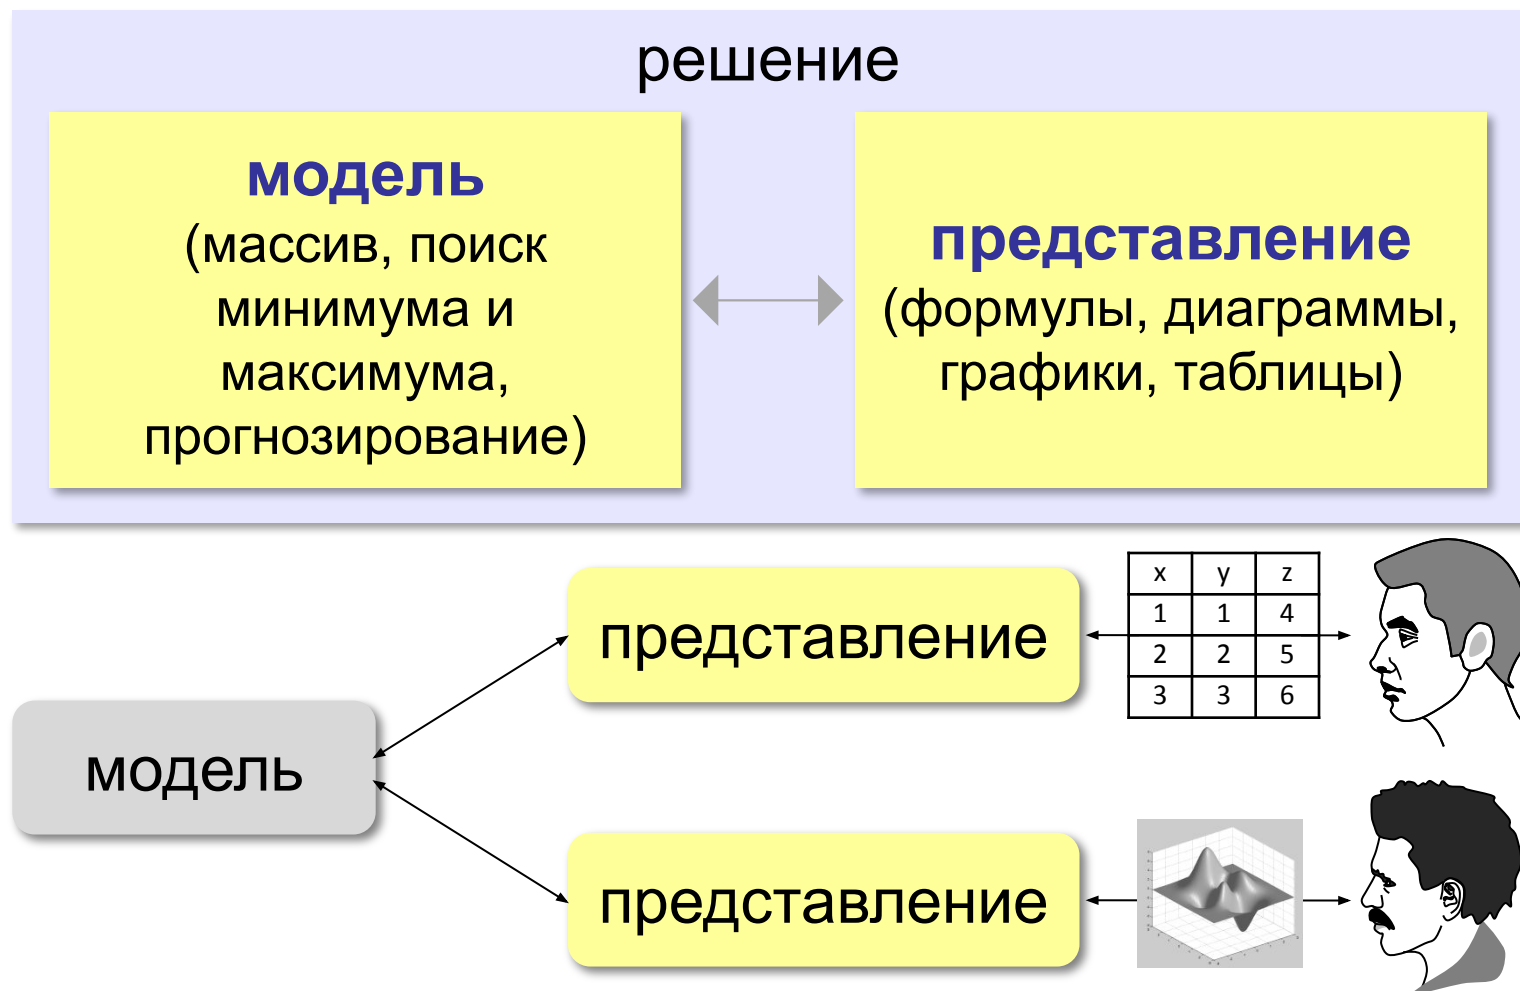 решение
модель
(массив, поиск
минимума и
максимума,
прогнозирование)
представление
(формулы, диаграммы,
графики, таблицы)
представление
x y z
1 1 4
2 2 5
3 3 6
модель
представление